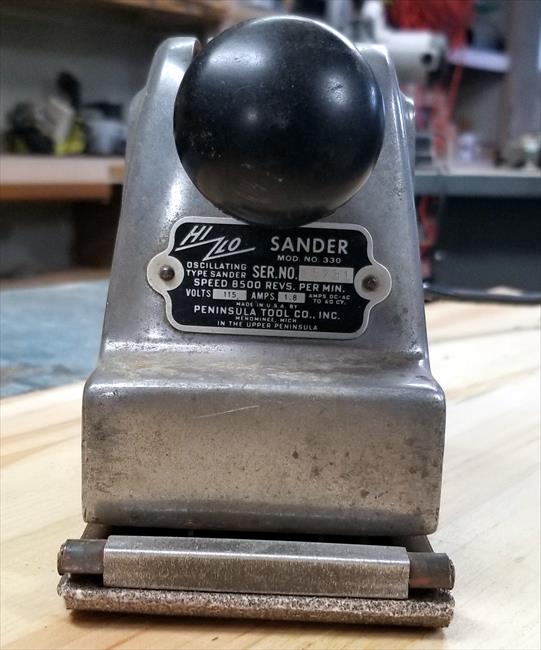 HI ZLO SANDER
MOD. NO. 330
OSCILLATING
TYPE SANDER SER.NO.
SPEED 8500 REVS. PER MIN.
VOLTS 115 AMPS. 1.8 AMPS DC-AC
TO 60 CY.
MADE IN U.S.A. BY
PENINSULA TOOL CO., INC.
MENOMINEE, MICH
IN THE UPPER PENINSULA